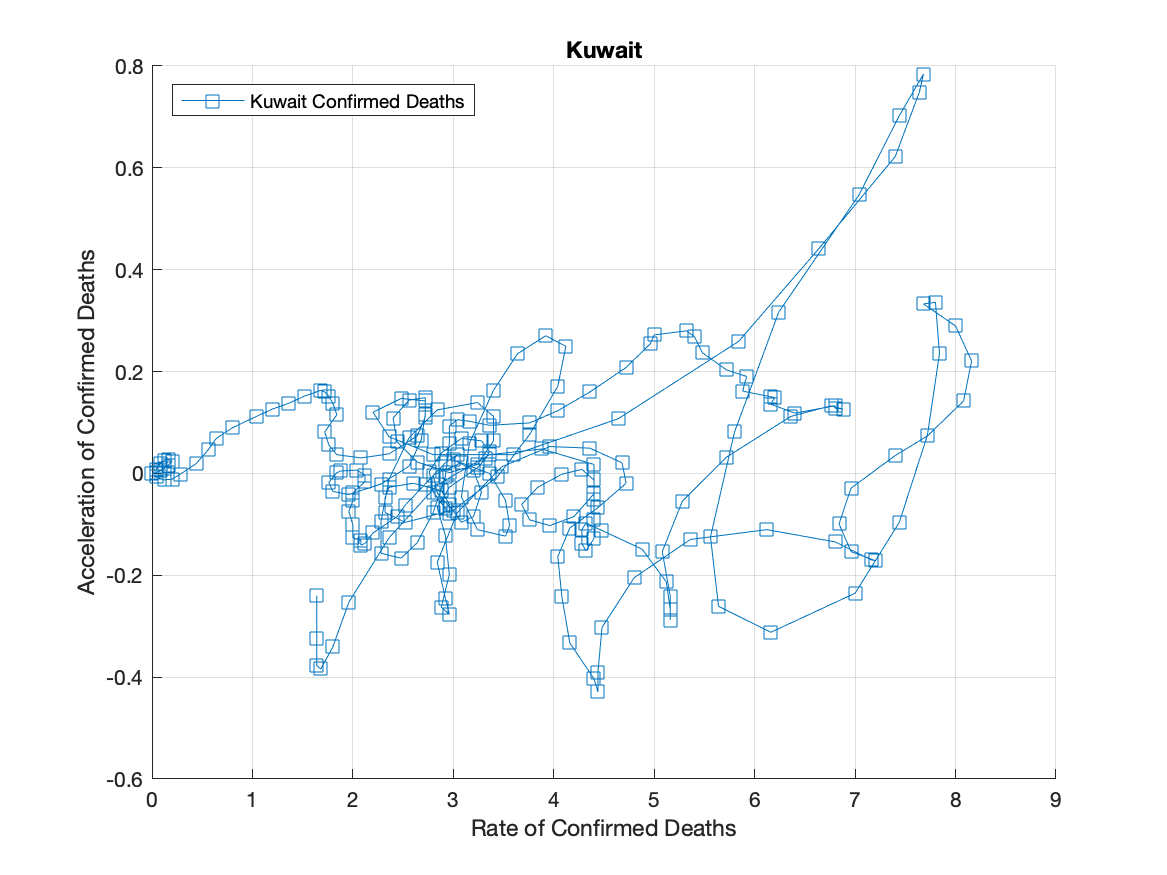 Kuwait
Kuwait Confirmed Deaths
Acceleration of Confirmed Deaths
0.8
0.6
0.4
0.2
0
-0.2
-0.4
-0.6
0 1 2 3 4 5 6 7 8 9
Rate of Confirmed Deaths